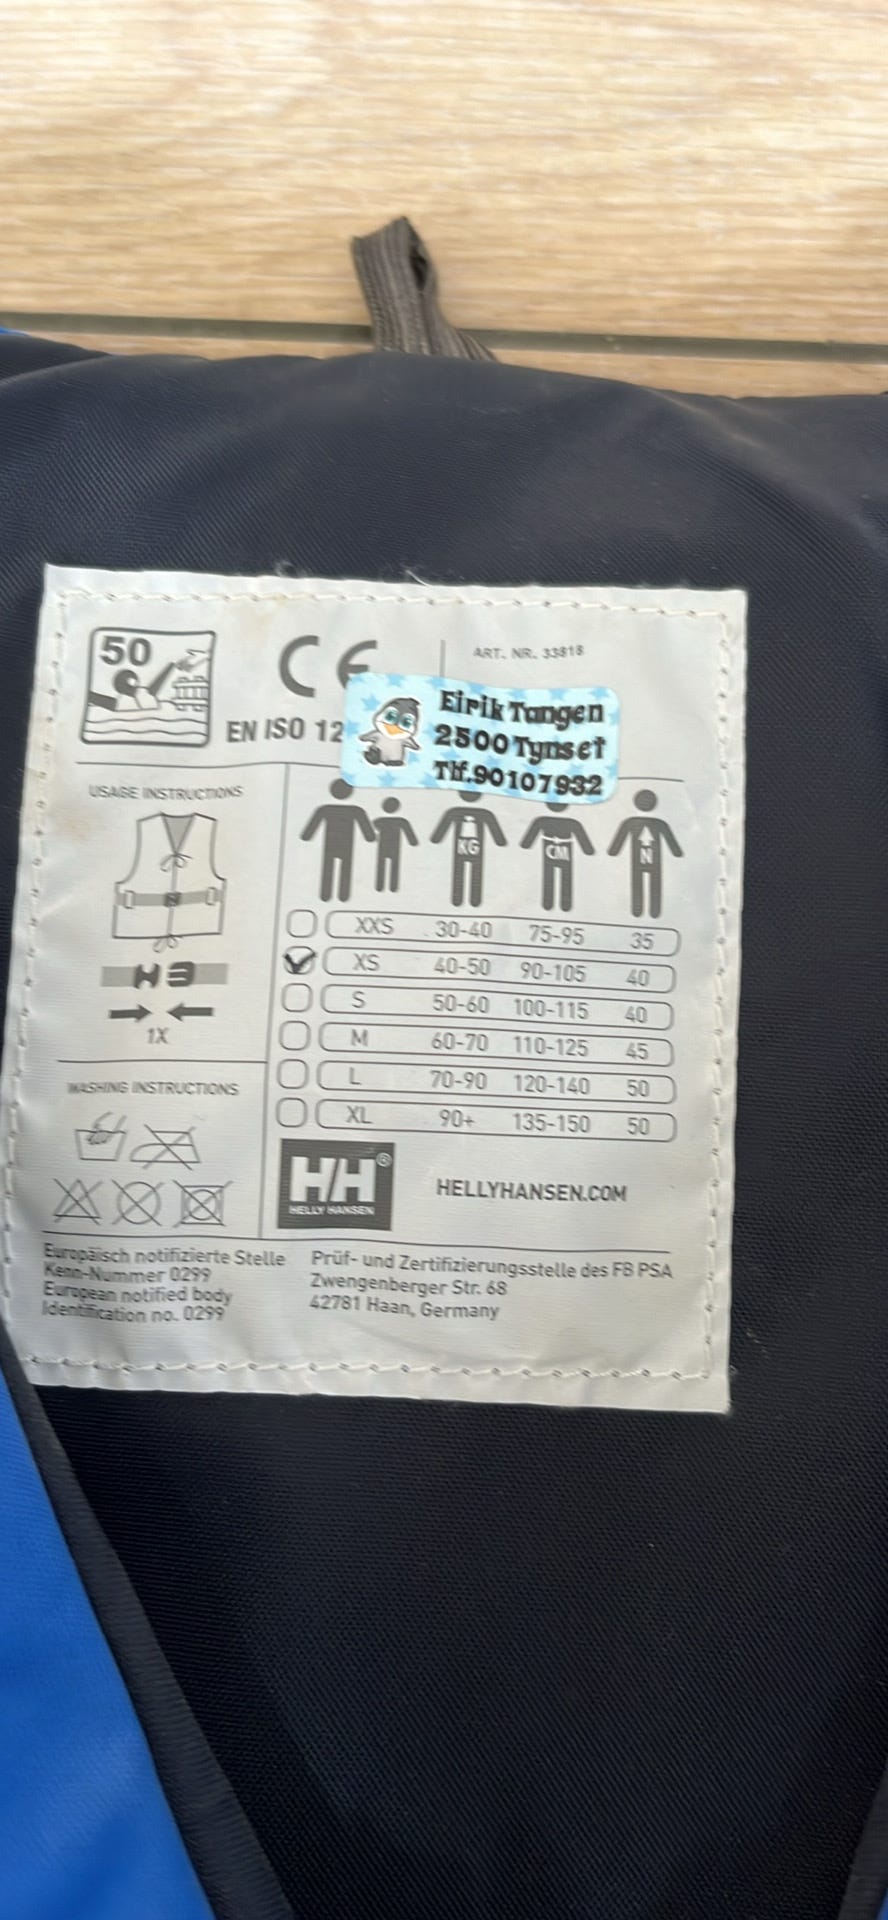 50
CE
ART. NR. 33818
EN ISO 12
Eirik Tangen
2500 Tynset
Tlf.90107932
USAGE INSTRUCTIONS
KG CM N
XXS 30-40 75-95 35
XS 40-50 90-105 40
S 50-60 100-115 40
M 60-70 110-125 45
L 70-90 120-140 50
XL 90+ 135-150 50
HH
1X
WASHING INSTRUCTIONS
HH®
HELLY HANSEN
HELLYHANSEN.COM
Europäisch notifizierte Stelle
Kenn-Nummer 0299
European notified body
Identification no. 0299
Prüf- und Zertifizierungsstelle des FB PSA
Zwengenberger Str. 68
42781 Haan, Germany